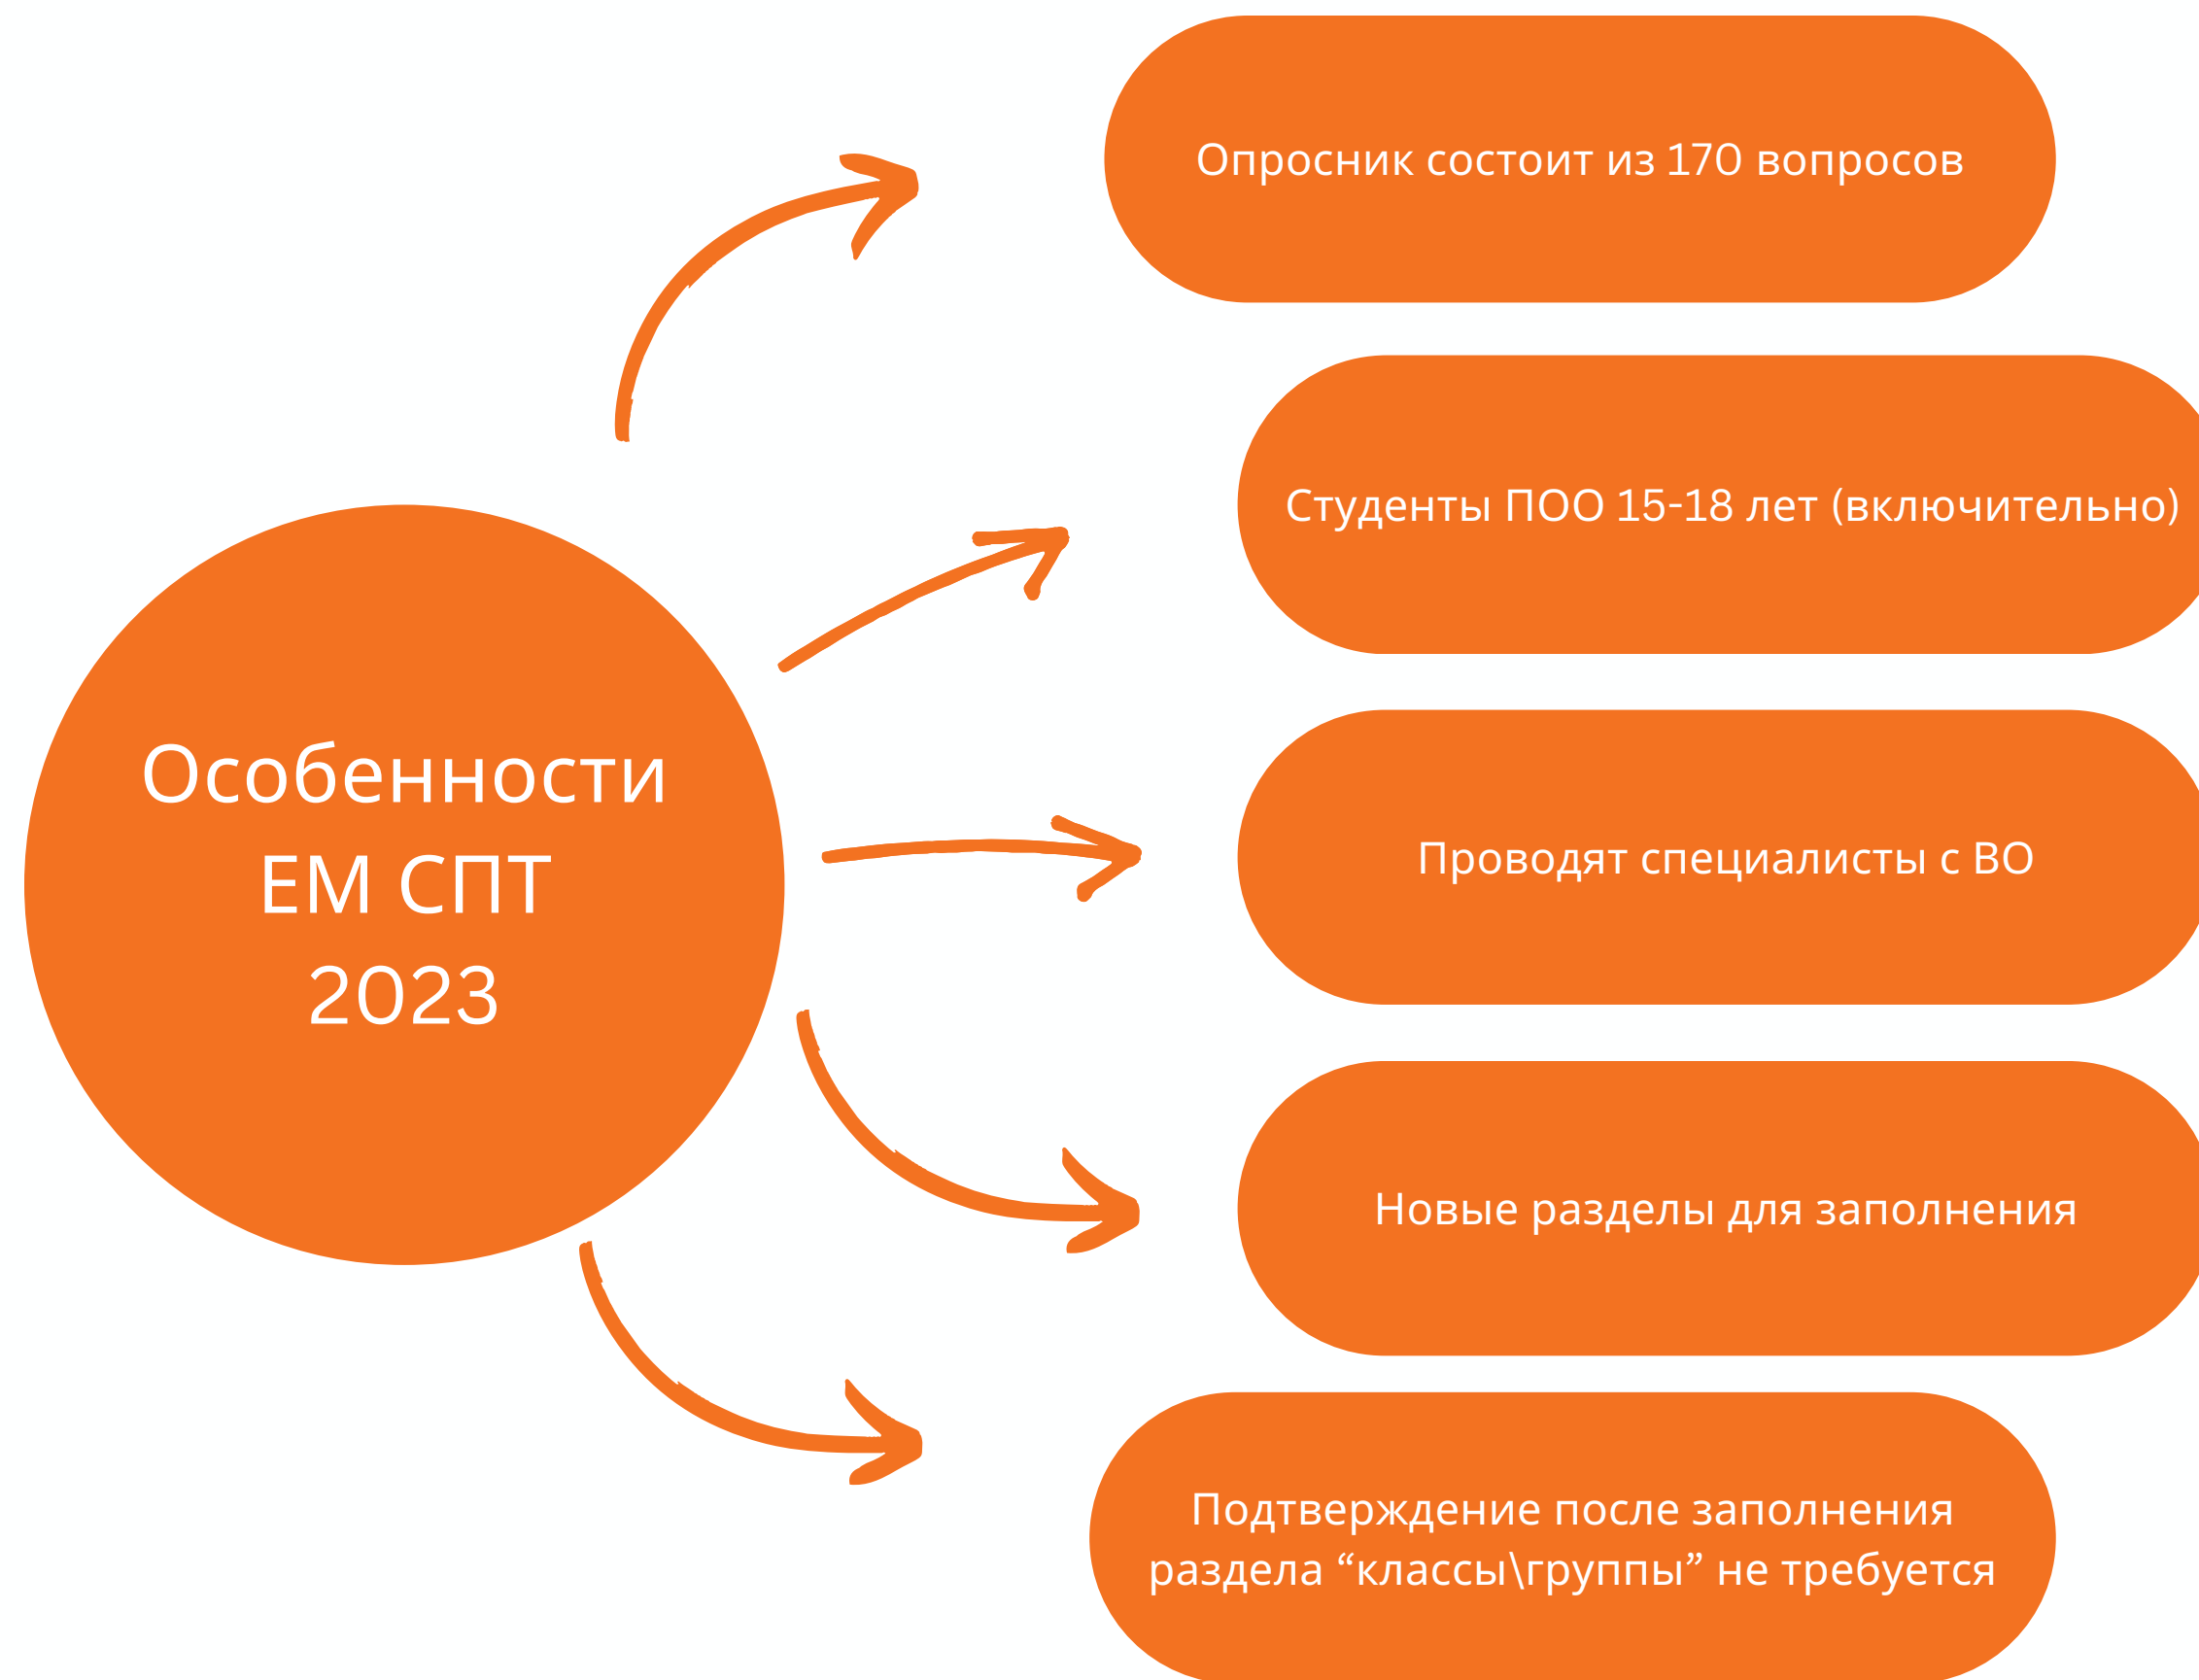 Особенности
ЕМ СПТ
2023
Опросник состоит из 170 вопросов
Студенты ПОО 15-18 лет (включительно)
Проводят специалисты с ВО
Новые разделы для заполнения
Подтверждение после заполнения
раздела “классы\группы” не требуется